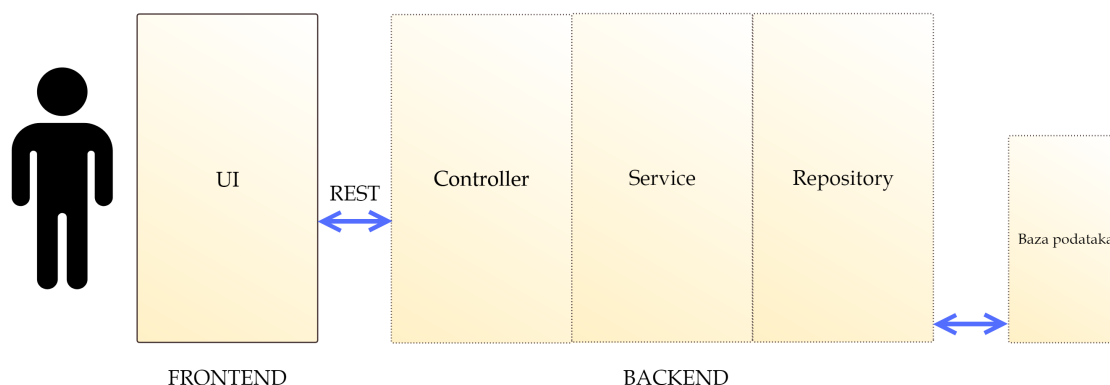 UI
REST
Controller
Service
Repository
Baza podataka
FRONTEND
BACKEND